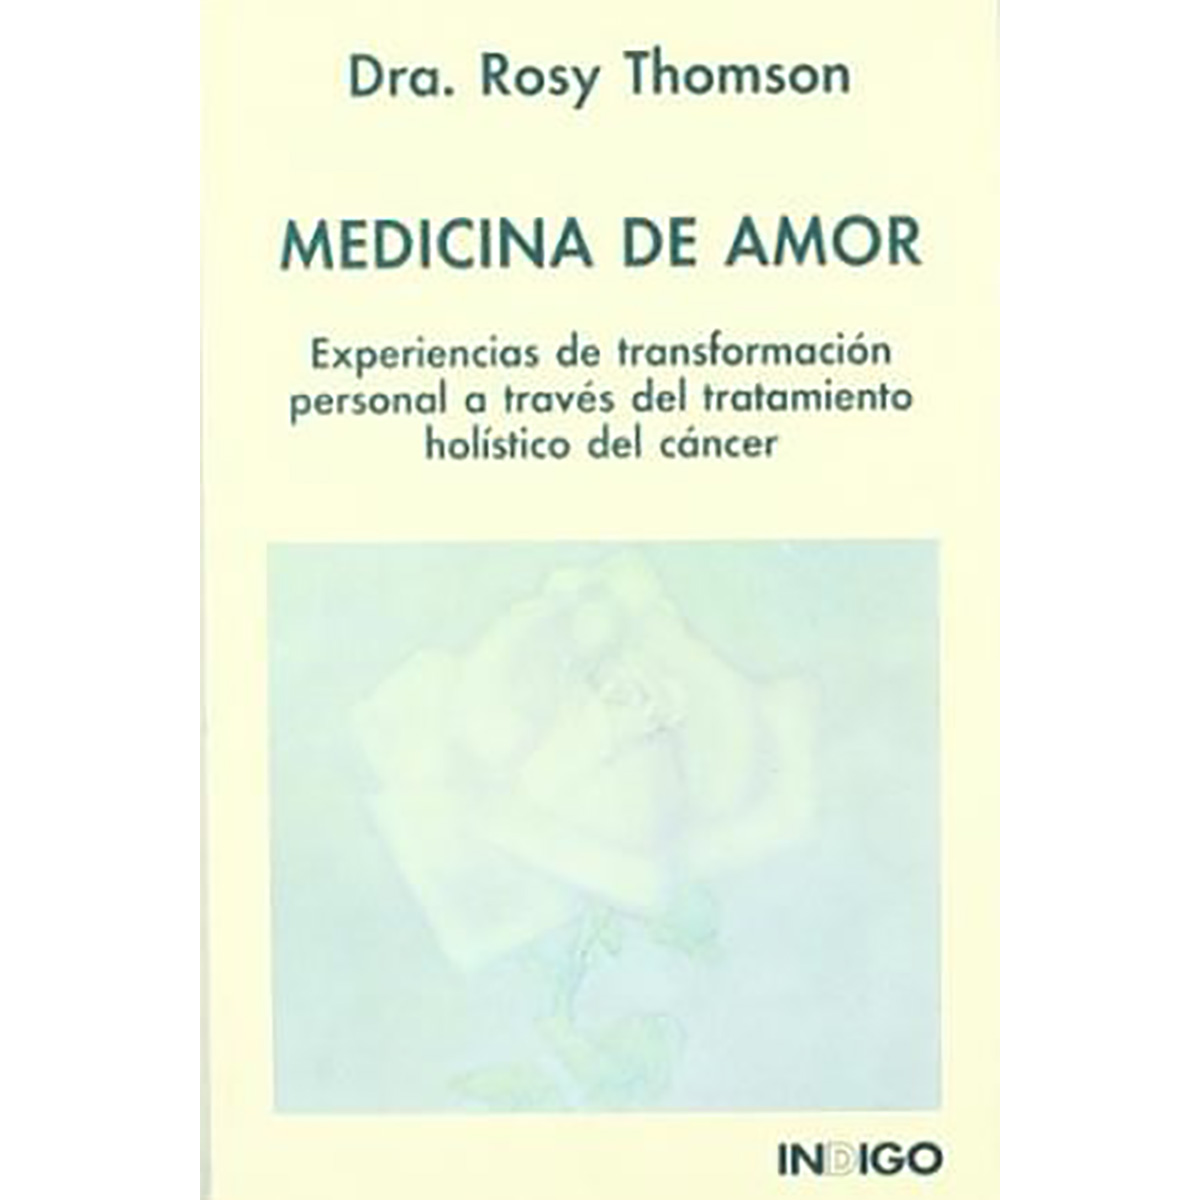 Dra. Rosy Thomson
MEDICINA DE AMOR
Experiencias de transformación
personal a través del tratamiento
holístico del cáncer
INDIGO